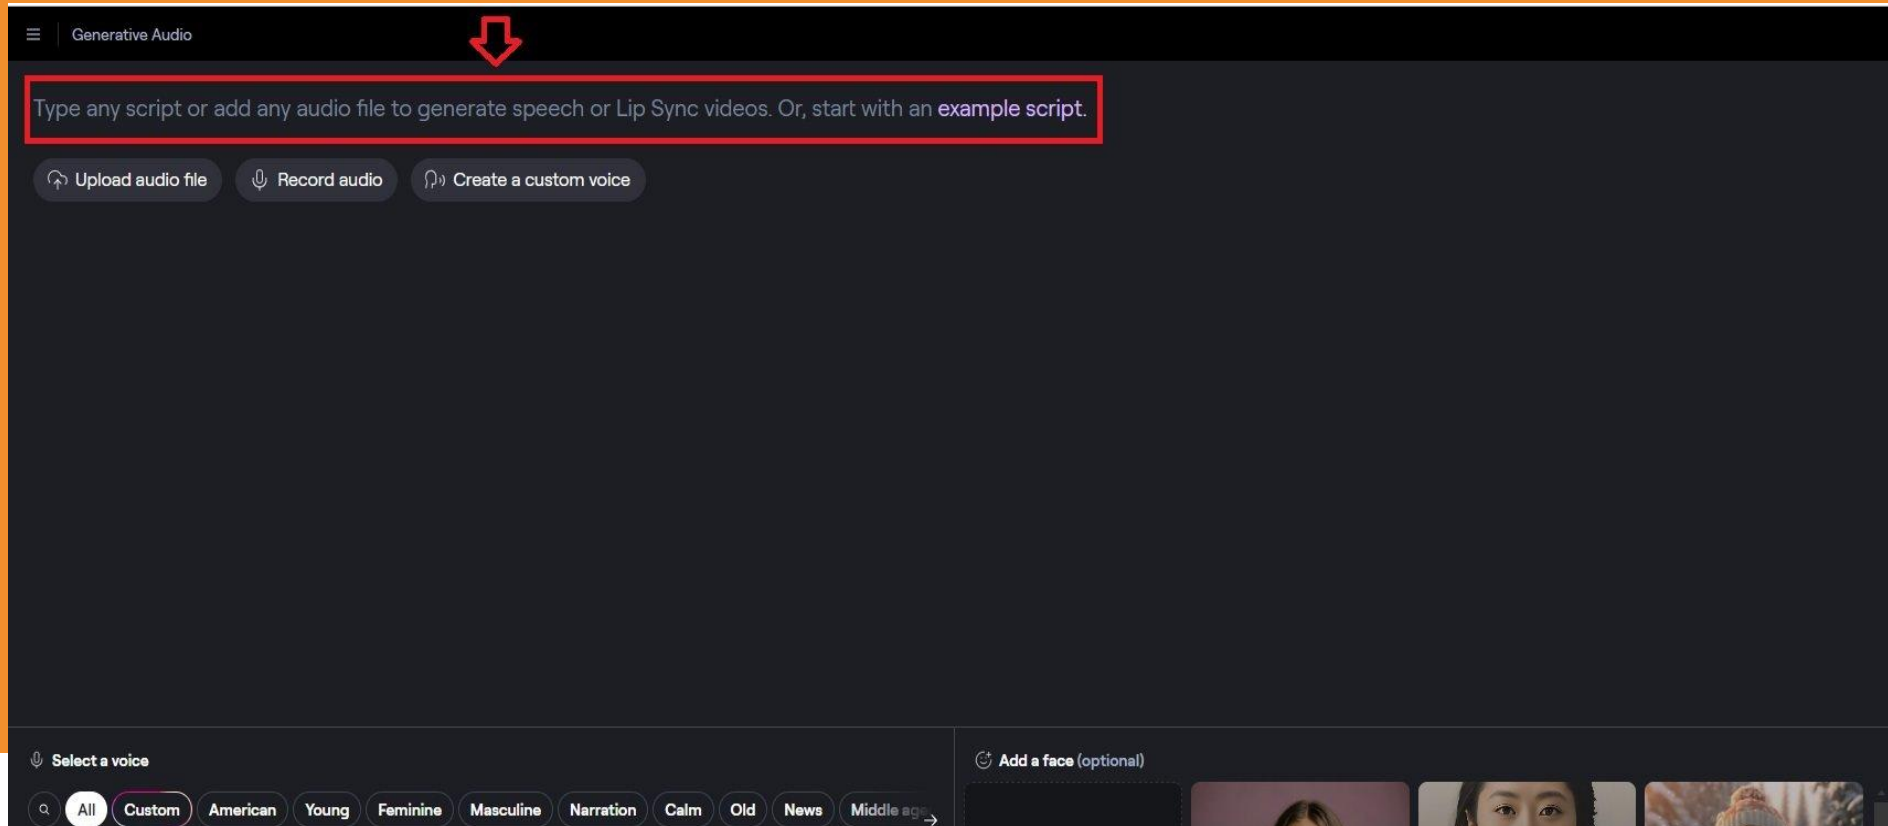 Generative Audio
Type any script or add any audio file to generate speech or Lip Sync videos. Or, start with an example script.
Upload audio file Record audio Create a custom voice
Select a voice
All Custom American Young Feminine Masculine Narration Calm Old News Middle
Add a face (optional)